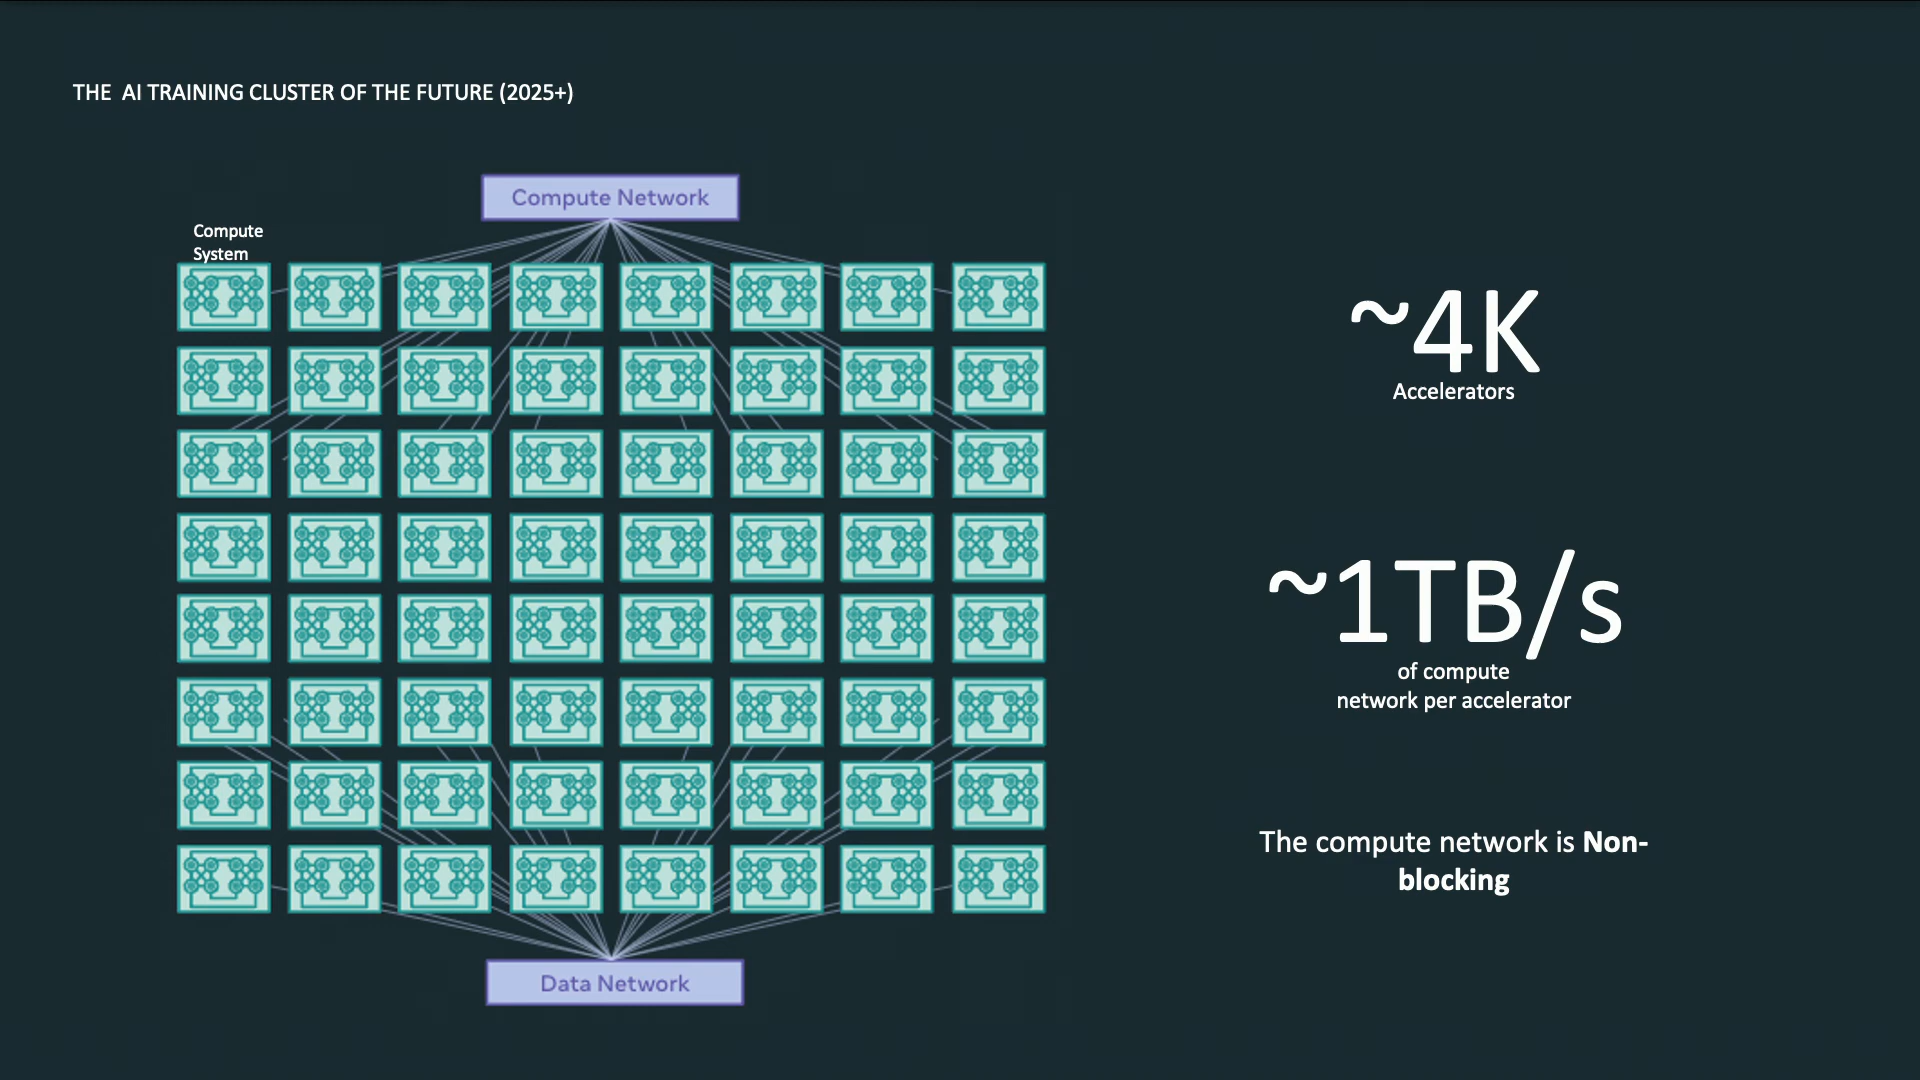 THE  AI TRAINING CLUSTER OF THE FUTURE (2025+)
Compute Network
Compute
System
~4K
Accelerators
~1TB/s
of compute
network per accelerator
The compute network is Non-
blocking
Data Network